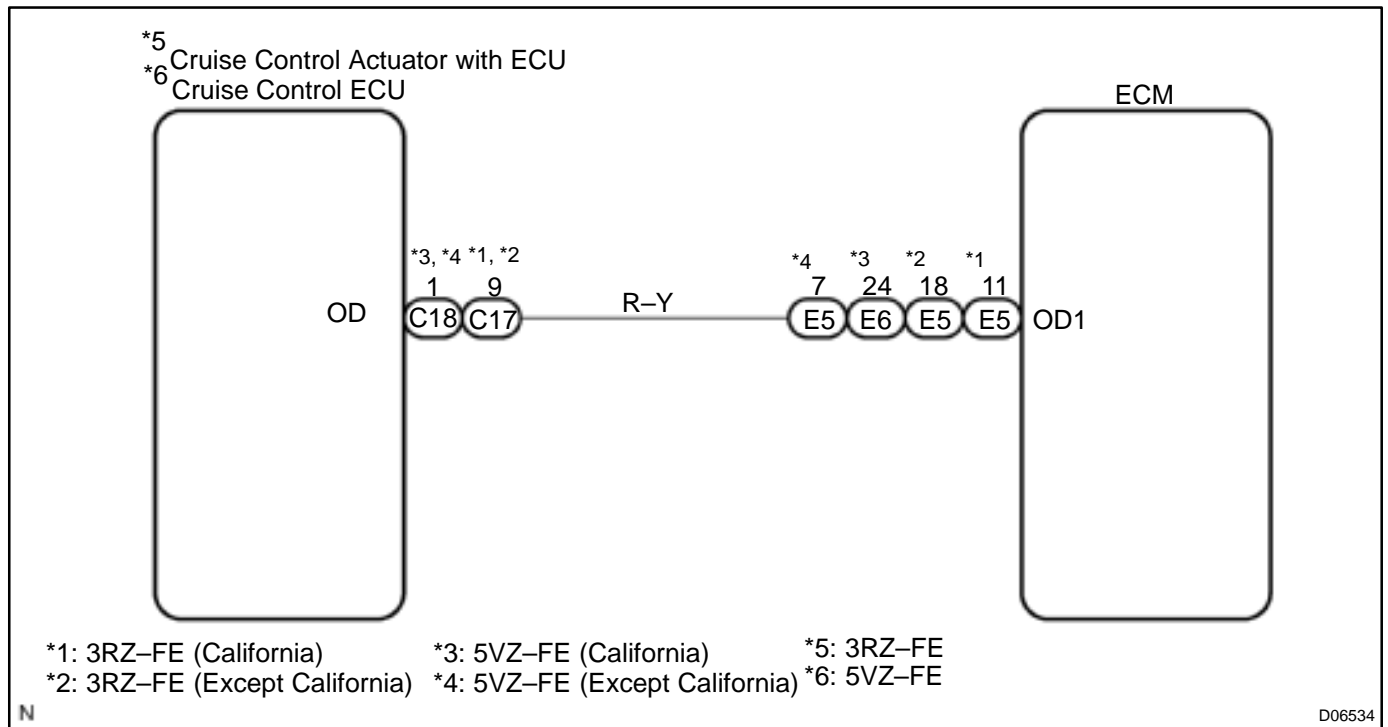 *5
Cruise Control Actuator with ECU
*6
Cruise Control ECU
ECM
*3, *4 *1, *2
1 9
C18 C17
OD
R–Y
*4 *3 *2 *1
7 24 18 11
E5 E6 E5 E5
OD1
*1: 3RZ–FE (California)
*2: 3RZ–FE (Except California)
*3: 5VZ–FE (California)
*4: 5VZ–FE (Except California)
*5: 3RZ–FE
*6: 5VZ–FE
N
D06534